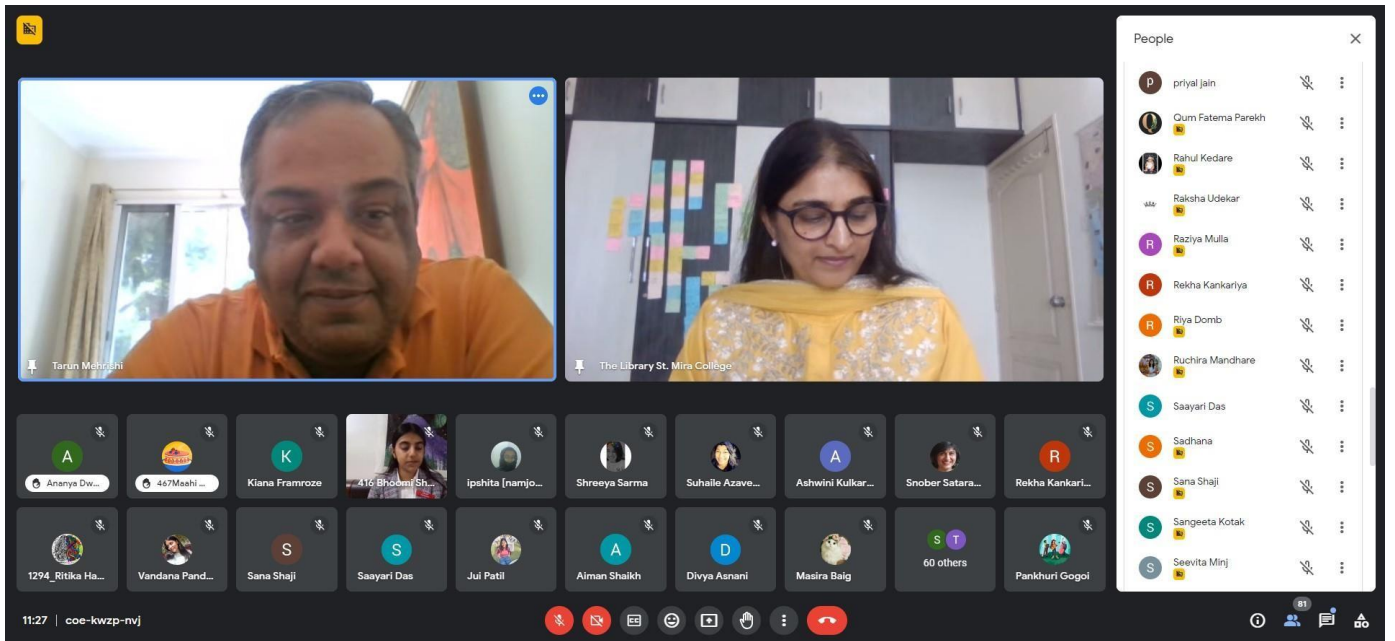 People
Tarun Mehrishi
The Library St. Mira College
A
Ananya Dw...
467Maahi ...
K
Kiana Framroze
416 Bhoomi Sh...
ipshita [namjo...
Shreeya Sarma
Suhaile Azave...
A
Ashwini Kulkar...
Snober Satara...
R
Rekha Kankari...
1294_Ritika Ha...
Vandana Pand...
S
Sana Shaji
S
Saayari Das
Jui Patil
A
Aiman Shaikh
D
Divya Asnani
Masira Baig
S T
60 others
Pankhuri Gogoi
p
priyal jain
Qum Fatema Parekh
Rahul Kedare
Raksha Udekar
R
Raziya Mulla
R
Rekha Kankariya
R
Riya Domb
Ruchira Mandhare
S
Saayari Das
S
Sadhana
S
Sana Shaji
S
Sangeeta Kotak
S
Seevita Minj
11:27 | coe-kwzp-nvj
CC
81